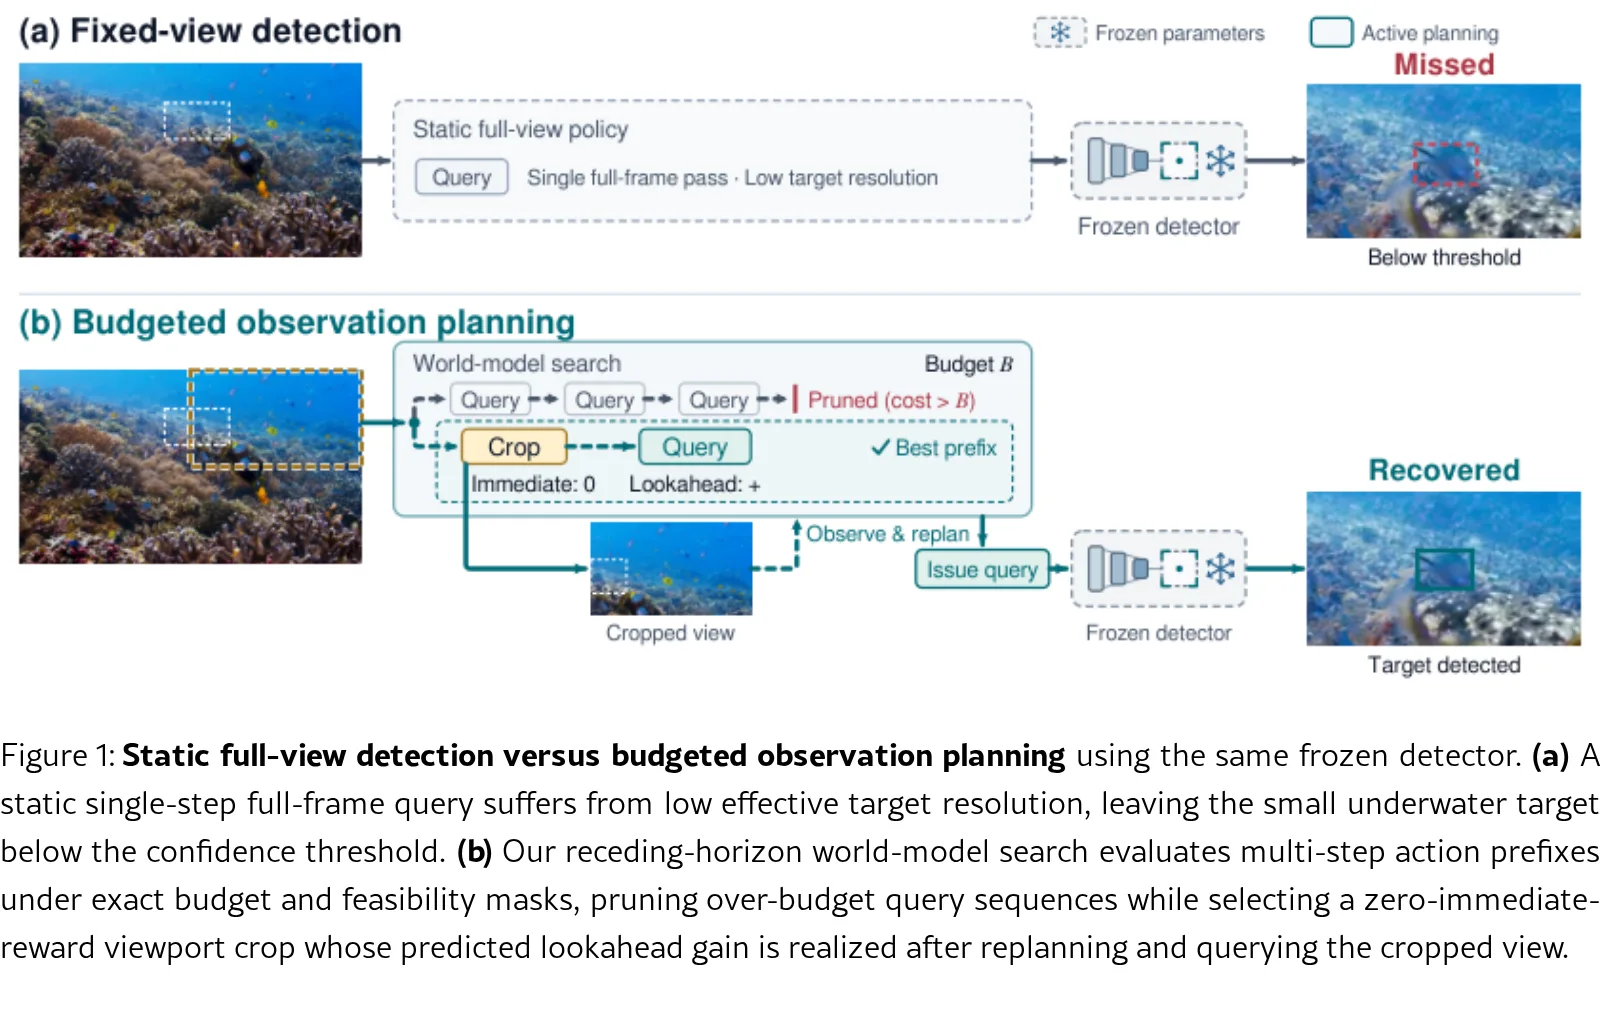 (a) Fixed-view detection
Frozen parameters
Active planning
Missed
Static full-view policy
Query
Single full-frame pass · Low target resolution
Frozen detector
Below threshold
(b) Budgeted observation planning
World-model search
Budget B
Query
Query
Query
Pruned (cost > B)
Crop
Query
✓ Best prefix
Immediate: 0
Lookahead: +
Recovered
Observe & replan
Issue query
Cropped view
Frozen detector
Target detected
Figure 1: Static full-view detection versus budgeted observation planning using the same frozen detector. (a) A
static single-step full-frame query suffers from low effective target resolution, leaving the small underwater target
below the confidence threshold. (b) Our receding-horizon world-model search evaluates multi-step action prefixes
under exact budget and feasibility masks, pruning over-budget query sequences while selecting a zero-immediate-
reward viewport crop whose predicted lookahead gain is realized after replanning and querying the cropped view.